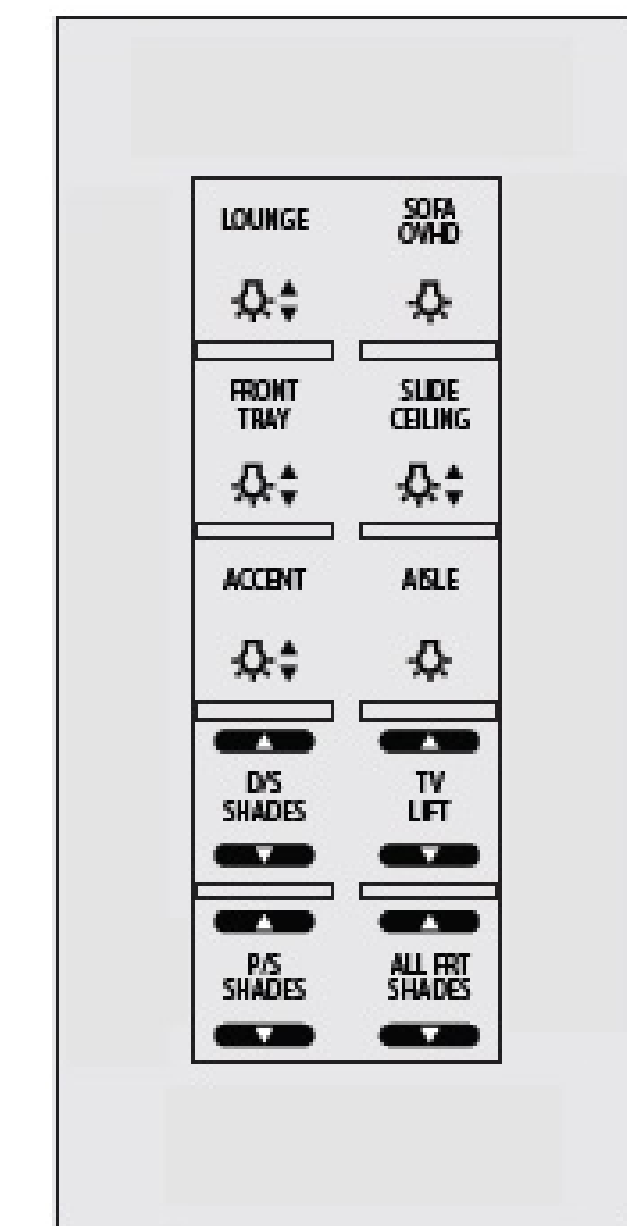 LOUNGE
SOFA
OVHD
FRONT
TRAY
SLIDE
CEILING
ACCENT
AISLE
D/S
SHADES
TV
LIFT
P/S
SHADES
ALL FRT
SHADES